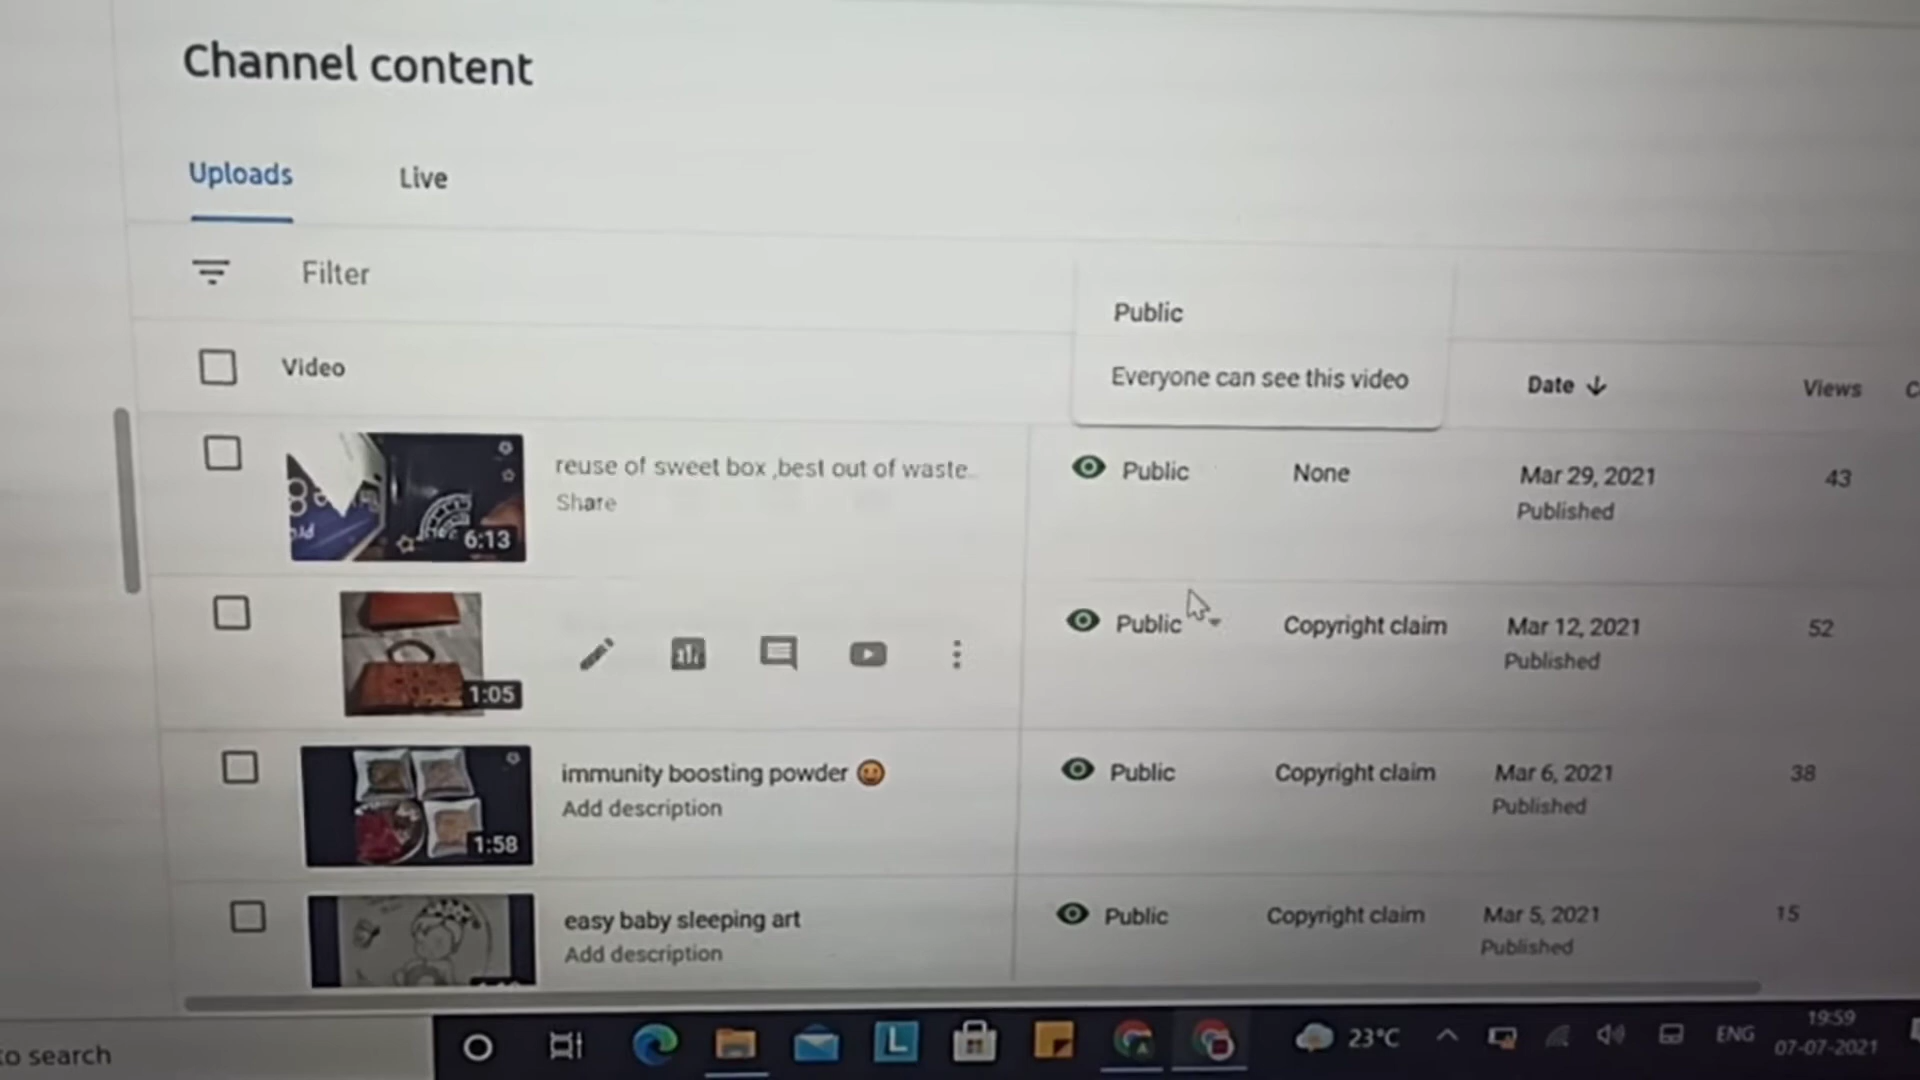 Channel content
Uploads
Live
Filter
Public
Everyone can see this video
Video
Date
Views
reuse of sweet box ,best out of waste
Share
6:13
Public
None
Mar 29, 2021
Published
43
1:05
Public
Copyright claim
Mar 12, 2021
Published
52
immunity boosting powder
Add description
1:58
Public
Copyright claim
Mar 6, 2021
Published
38
easy baby sleeping art
Add description
Public
Copyright claim
Mar 5, 2021
Published
15
to search
23°C
ENG
19:59
07-07-2021